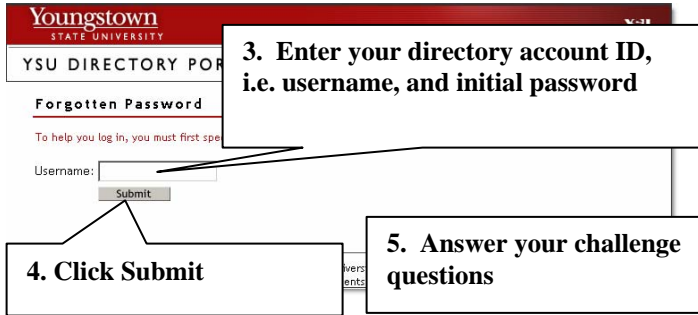 Youngstown
STATE UNIVERSITY
YSU DIRECTORY POR
3. Enter your directory account ID,
i.e. username, and initial password
Forgotten Password
To help you log in, you must first spe
Username:
Submit
4. Click Submit
5. Answer your challenge
questions